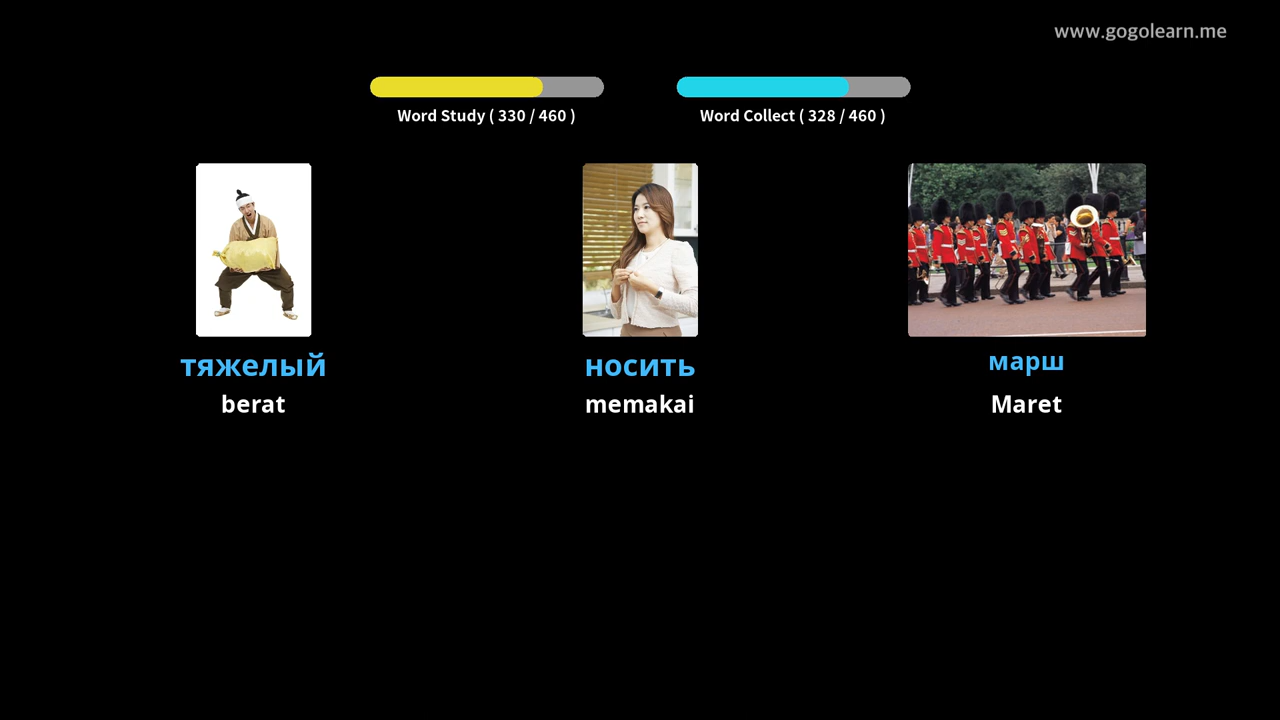 www.gogolearn.me
Word Study ( 330 / 460 )
Word Collect ( 328 / 460 )
тяжелый
berat
носить
memakai
марш
Maret